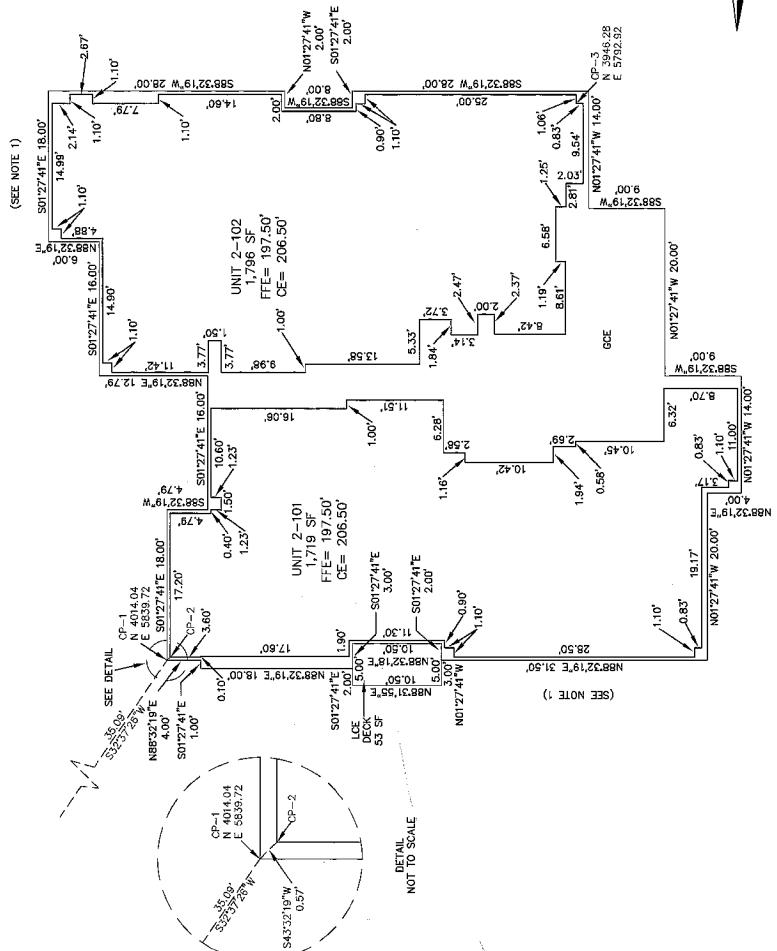 (SEE NOTE 1)
S01°27'41"E 18.00'
2.67'
1.10'
2.14'
1.10'
7.79'
1.10'
14.99'
1.10'
4.88'
N88°32'19"E
6.00'
S88°32'19"W 28.00'
14.60'
N01°27'41"W
2.00'
S01°27'41"E
2.00'
2.00'
8.00'
S88°32'19"W
8.80'
0.90'
1.10'
S88°32'19"W 28.00'
25.00'
CP-3
N 3946.28
E 5792.92
1.06'
0.83'
N01°27'41"W 14.00'
9.54'
2.03'
2.81'
1.25'
6.58'
1.19'
8.61'
S88°32'19"W
9.00'
UNIT 2-102
1,796 SF
FFE= 197.50'
CE= 206.50'
S01°27'41"E 16.00'
14.90'
1.10'
11.42'
N88°32'19"E 12.79'
3.77'
1.50'
3.77'
9.98'
1.00'
13.58'
5.33'
3.72'
1.84'
3.14'
2.47'
2.00'
2.37'
8.42'
GCE
N01°27'41"W 20.00'
S88°32'19"W
9.00'
S01°27'41"E 16.00'
10.60'
1.23'
1.50'
16.06'
1.00'
11.51'
6.28'
2.58'
1.16'
10.42'
1.94'
2.69'
0.58'
10.45'
6.32'
8.70'
N01°27'41"W 14.00'
11.00'
1.10'
0.83'
3.17'
4.00'
N88°32'19"E
S88°32'19"W
4.79'
4.79'
0.40'
1.23'
UNIT 2-101
1,719 SF
FFE= 197.50'
CE= 206.50'
S01°27'41"E 18.00'
17.20'
CP-1
N 4014.04
E 5839.72
CP-2
SEE DETAIL
3.60'
35.09'
S32°37'26"W
N88°32'19"E
4.00'
S01°27'41"E
1.00'
0.10'
17.60'
N88°32'19"E 18.00'
1.90'
S01°27'41"E
2.00'
S01°27'41"E
3.00'
S01°27'41"E
2.00'
11.30'
10.50'
N88°32'18"E
5.00'
5.00'
10.50'
N88°31'55"E
LCE
DECK
53 SF
3.00'
N01°27'41"W
0.90'
1.10'
28.50'
N88°32'19"E 31.50'
(SEE NOTE 1)
1.10'
0.83'
19.17'
N01°27'41"W 20.00'
CP-1
N 4014.04
E 5839.72
CP-2
35.09'
S32°37'26"W
S43°32'19"W
0.57'
DETAIL
NOT TO SCALE